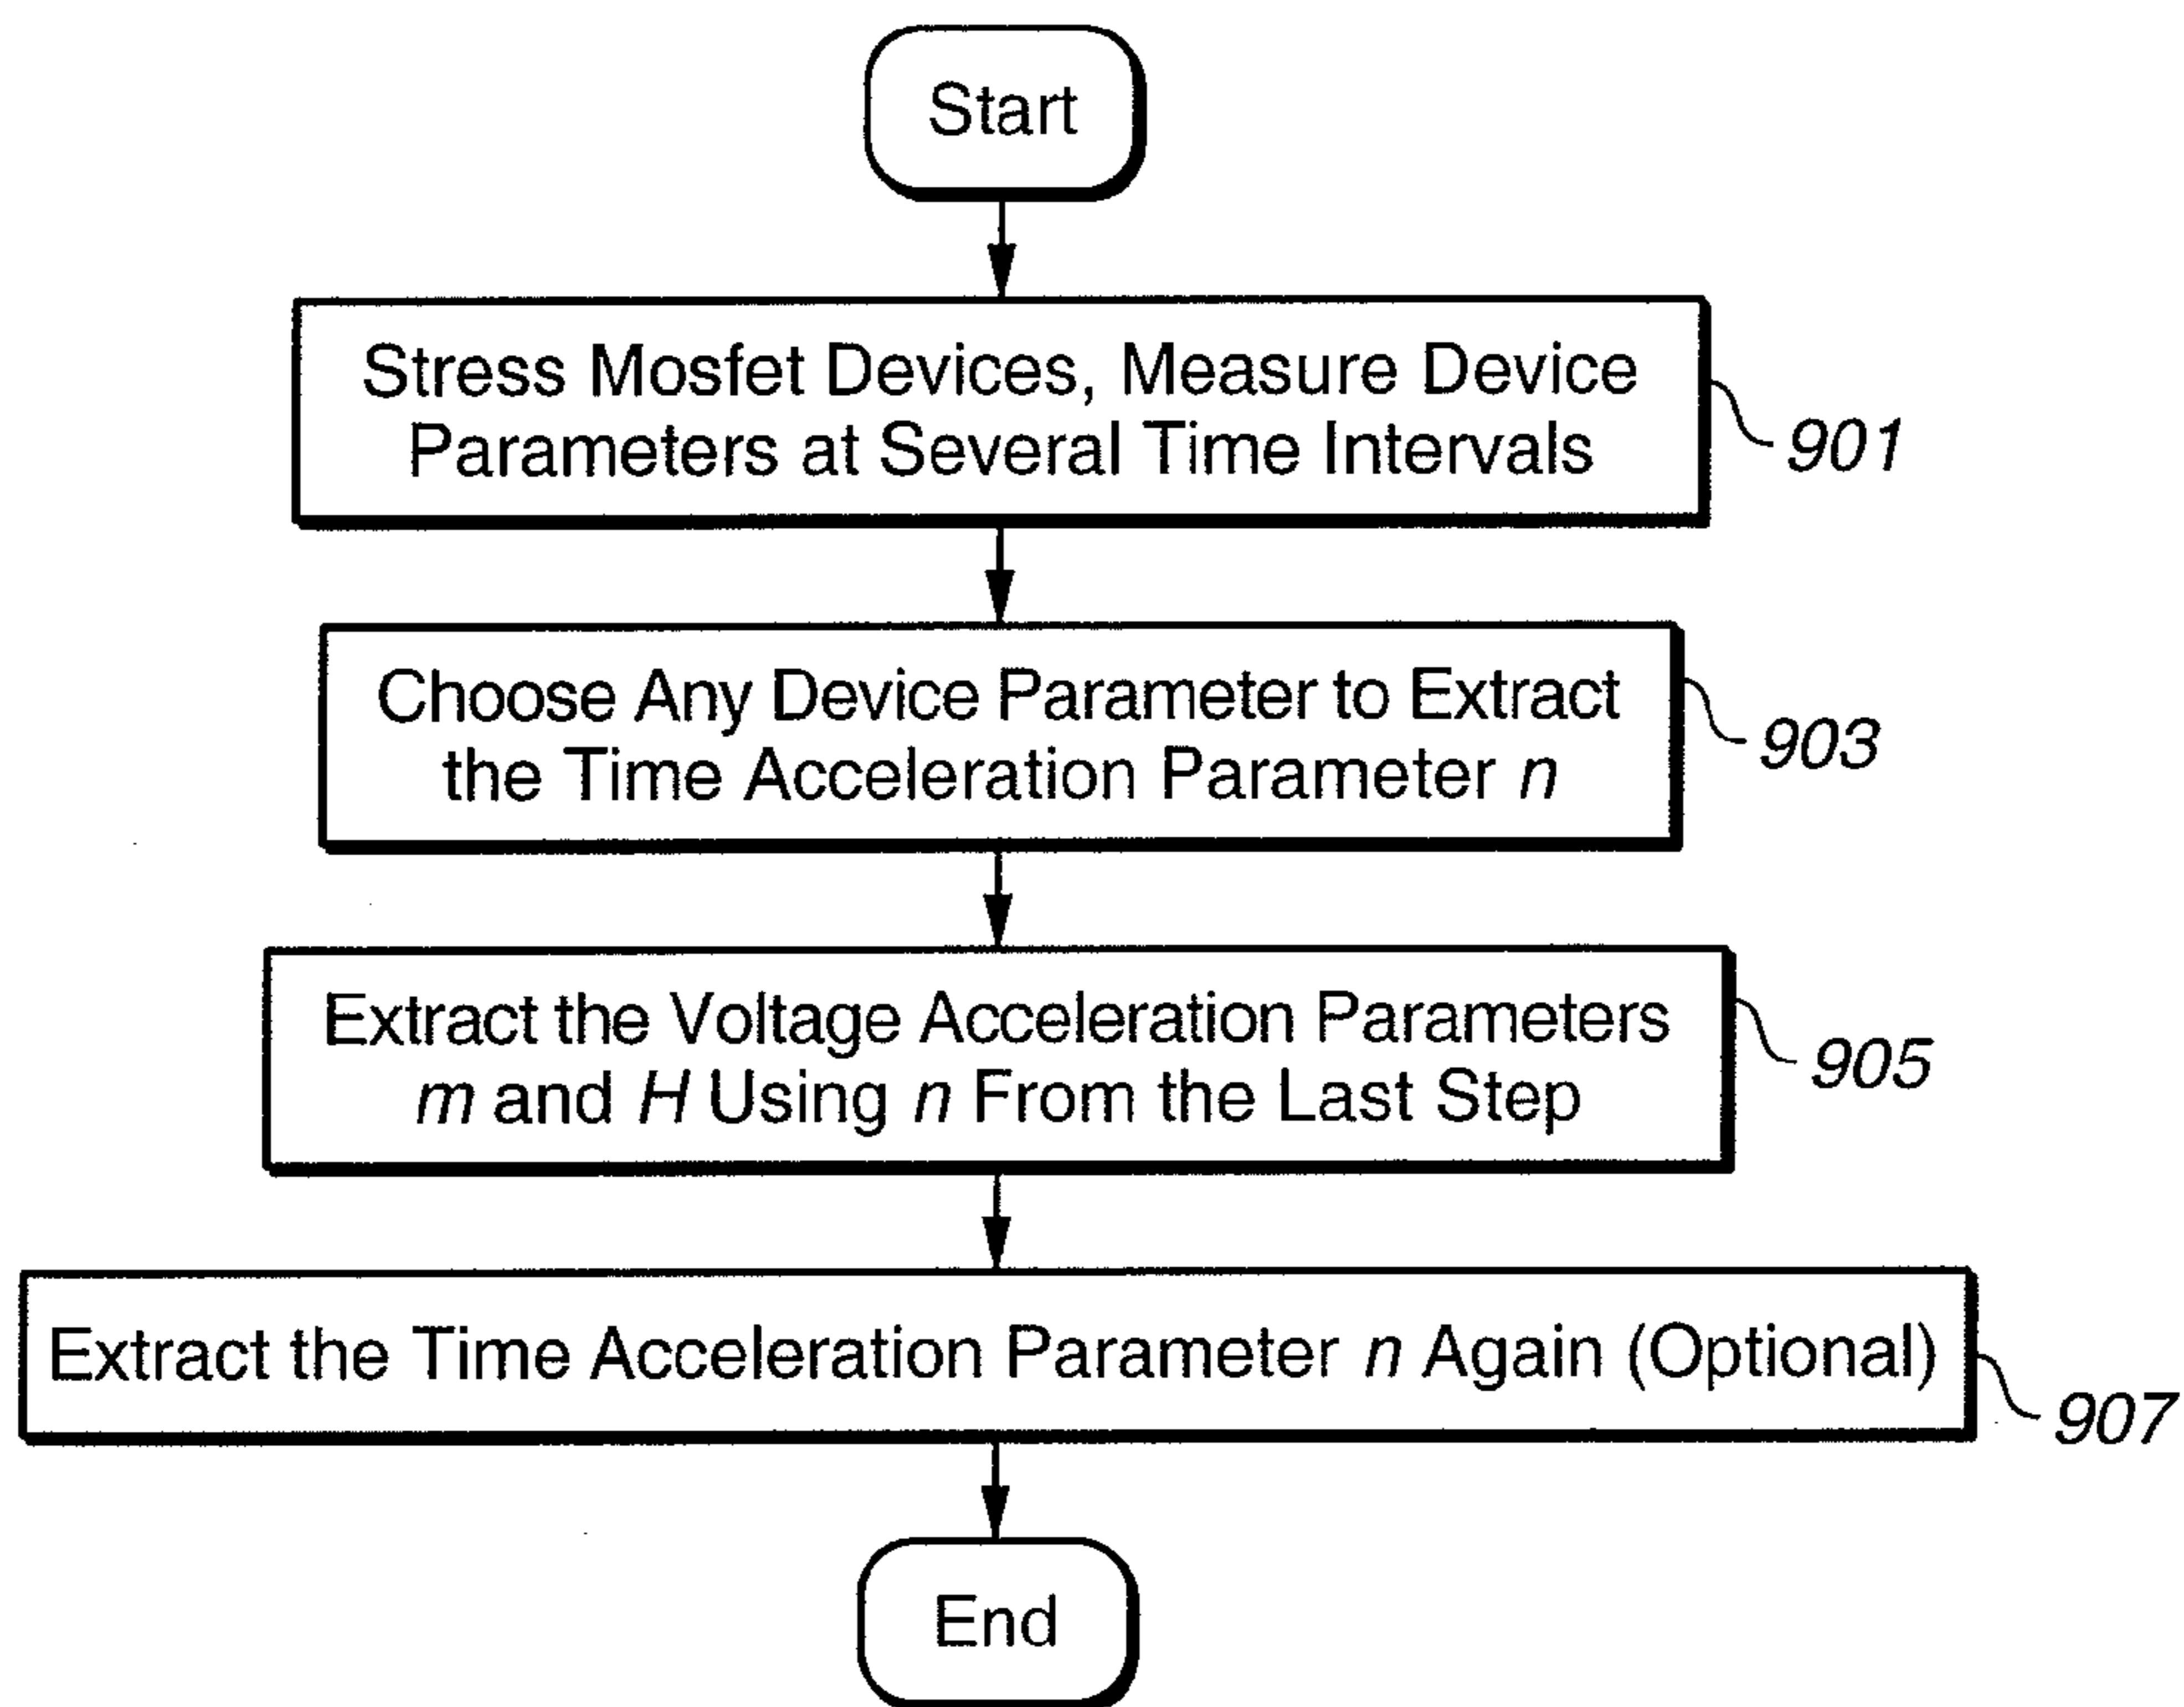 Start
Stress Mosfet Devices, Measure Device
Parameters at Several Time Intervals
901
Choose Any Device Parameter to Extract
the Time Acceleration Parameter n
903
Extract the Voltage Acceleration Parameters
m and H Using n From the Last Step
905
Extract the Time Acceleration Parameter n Again (Optional)
907
End